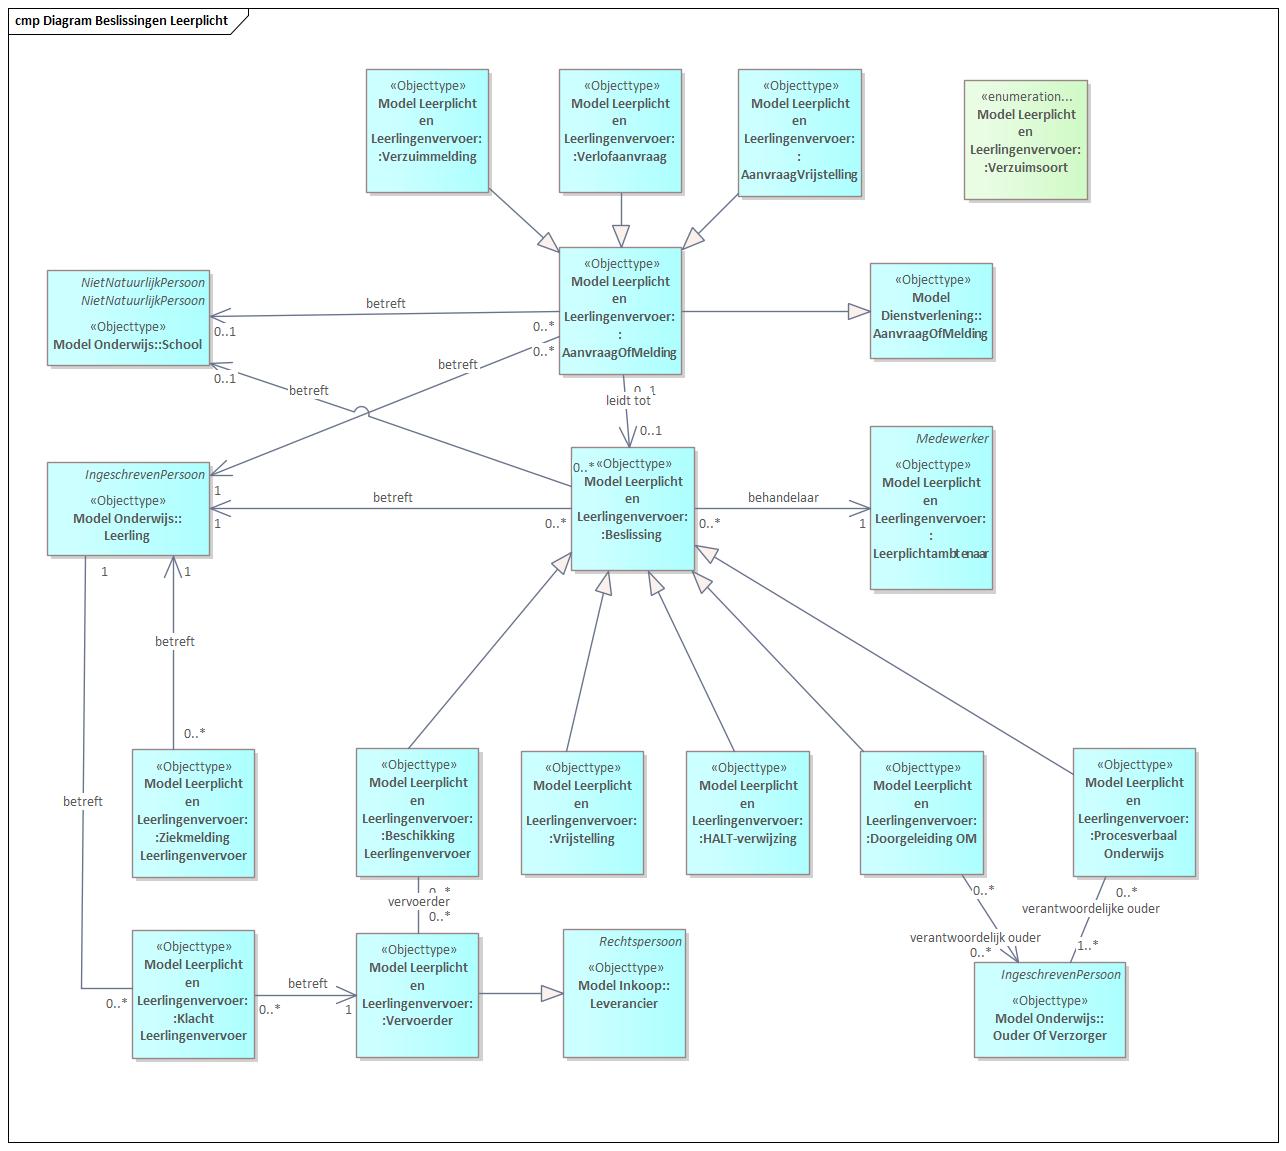 cmp Diagram Beslissingen Leerplicht
«Objecttype»
Model Leerplicht
en
Leerlingenvervoer:
:Verzuimmelding
«Objecttype»
Model Leerplicht
en
Leerlingenvervoer:
:Verlofaanvraag
«Objecttype»
Model Leerplicht
en
Leerlingenvervoer:
:
AanvraagVrijstelling
«enumeration...
Model Leerplicht
en
Leerlingenvervoer:
:Verzuimsoort
NietNatuurlijkPersoon
NietNatuurlijkPersoon
«Objecttype»
Model Onderwijs::School
betreft
0..1
0..*
«Objecttype»
Model Leerplicht
en
Leerlingenvervoer:
:
AanvraagOfMelding
«Objecttype»
Model
Dienstverlening::
AanvraagOfMelding
0..*
betreft
0..1
betreft
0..1
leidt tot
0..1
IngeschrevenPersoon
«Objecttype»
Model Onderwijs::
Leerling
1
betreft
1
0..*
0..*
«Objecttype»
Model Leerplicht
en
Leerlingenvervoer:
:Beslissing
behandelaar
0..*
1
Medewerker
«Objecttype»
Model Leerplicht
en
Leerlingenvervoer:
:
Leerplichtambtenaar
1
1
betreft
0..*
betreft
«Objecttype»
Model Leerplicht
en
Leerlingenvervoer:
:Ziekmelding
Leerlingenvervoer
«Objecttype»
Model Leerplicht
en
Leerlingenvervoer:
:Beschikking
Leerlingenvervoer
«Objecttype»
Model Leerplicht
en
Leerlingenvervoer:
:Vrijstelling
«Objecttype»
Model Leerplicht
en
Leerlingenvervoer:
:HALT-verwijzing
«Objecttype»
Model Leerplicht
en
Leerlingenvervoer:
:Doorgeleiding OM
«Objecttype»
Model Leerplicht
en
Leerlingenvervoer:
:Procesverbaal
Onderwijs
0..*
vervoerder
0..*
0..*
verantwoordelijk ouder
0..*
0..*
verantwoordelijke ouder
1..*
0..*
«Objecttype»
Model Leerplicht
en
Leerlingenvervoer:
:Klacht
Leerlingenvervoer
betreft
0..*
1
«Objecttype»
Model Leerplicht
en
Leerlingenvervoer:
:Vervoerder
Rechtspersoon
«Objecttype»
Model Inkoop::
Leverancier
IngeschrevenPersoon
«Objecttype»
Model Onderwijs::
Ouder Of Verzorger